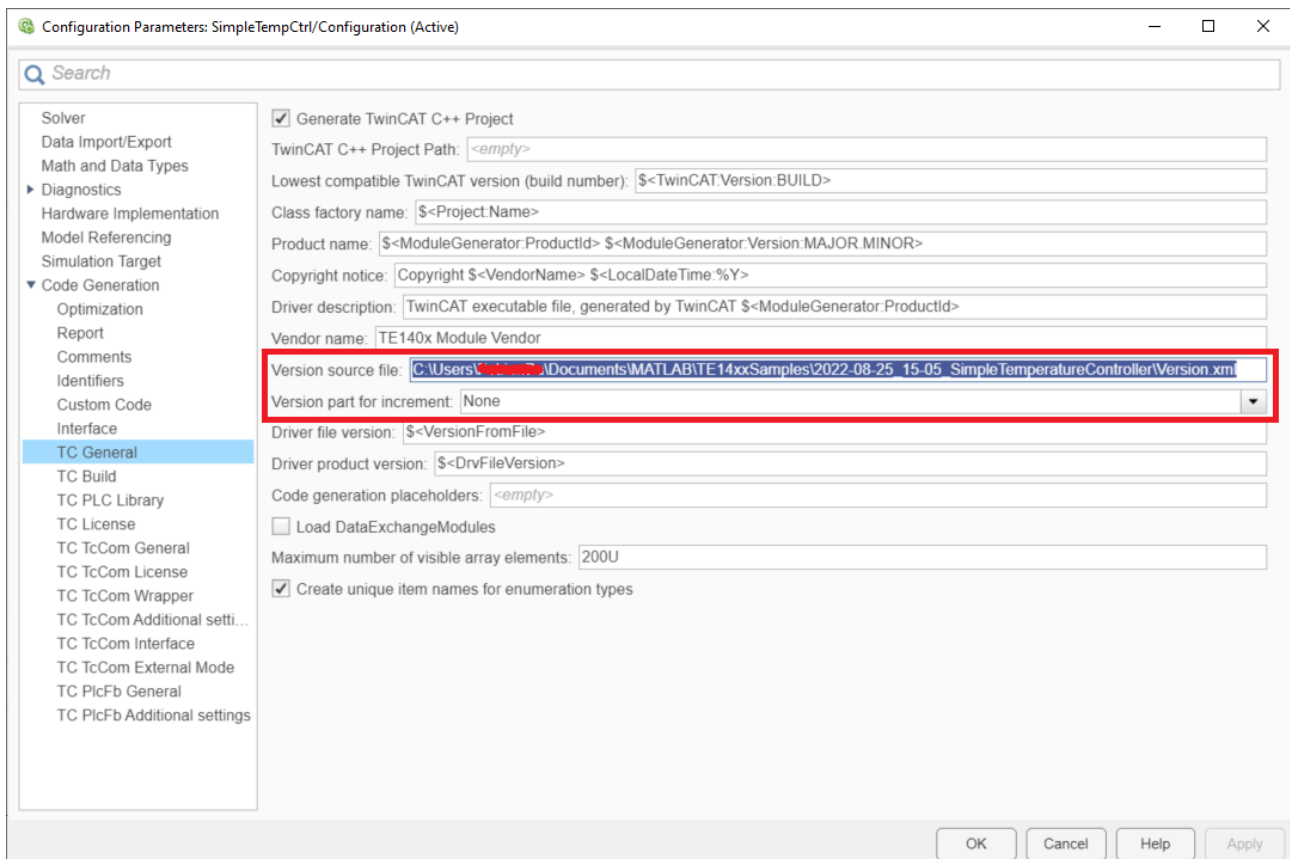 Configuration Parameters: SimpleTempCtrl/Configuration (Active)
Search
Solver
Data Import/Export
Math and Data Types
Diagnostics
Hardware Implementation
Model Referencing
Simulation Target
Code Generation
Optimization
Report
Comments
Identifiers
Custom Code
Interface
TC General
TC Build
TC PLC Library
TC License
TC TcCom General
TC TcCom License
TC TcCom Wrapper
TC TcCom Additional setti...
TC TcCom Interface
TC TcCom External Mode
TC PlcFb General
TC PlcFb Additional settings
Generate TwinCAT C++ Project
TwinCAT C++ Project Path: <empty>
Lowest compatible TwinCAT version (build number): $<TwinCAT:Version:BUILD>
Class factory name: $<Project:Name>
Product name: $<ModuleGenerator:ProductId> $<ModuleGenerator:Version:MAJOR.MINOR>
Copyright notice: Copyright $<VendorName> $<LocalDateTime:%Y>
Driver description: TwinCAT executable file, generated by TwinCAT $<ModuleGenerator:ProductId>
Vendor name: TE140x Module Vendor
Version source file: C:\Users\ \Documents\MATLAB\TE14xxSamples\2022-08-25_15-05_SimpleTemperatureController\Version.xml
Version part for increment: None
Driver file version: $<VersionFromFile>
Driver product version: $<DrvFileVersion>
Code generation placeholders: <empty>
Load DataExchangeModules
Maximum number of visible array elements: 200U
Create unique item names for enumeration types
OK Cancel Help Apply